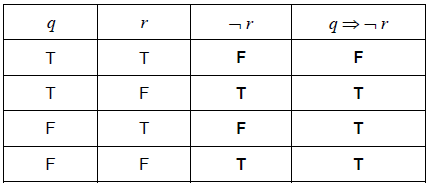 q r ¬ r q ⇒ ¬ r
T T F F
T F T T
F T F T
F F T T